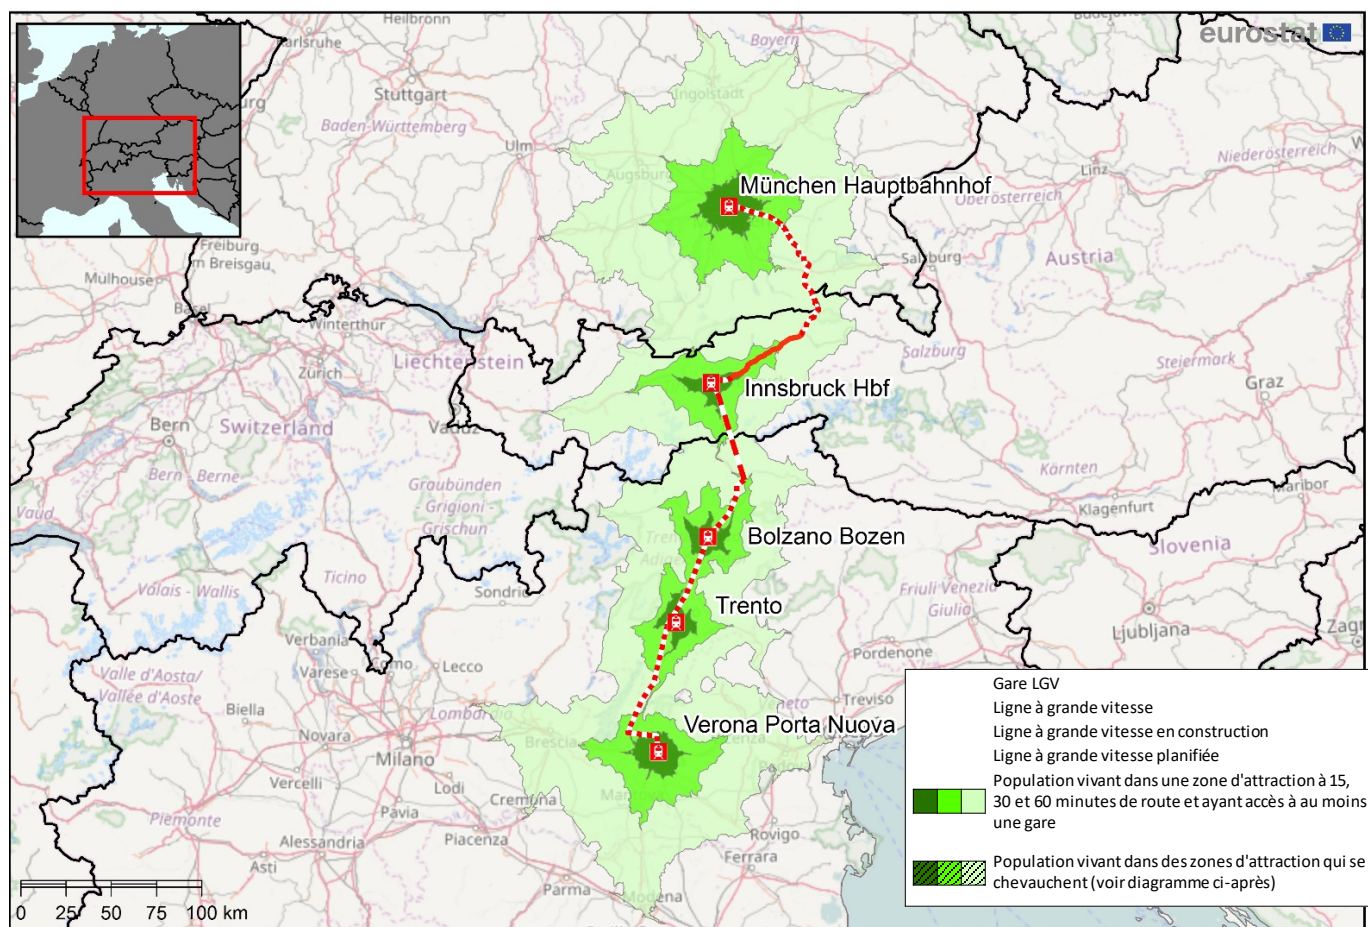 Heilbronn
Karlsruhe
Bayern
eurostat
Stuttgart
Ingolstadt
Baden-Württemberg
Ulm
Augsburg
Niederösterreich
Linz
München Hauptbahnhof
Oberösterreich
Freiburg
im Breisgau
Salzburg
Austria
Mulhouse
Basel
Winterthur
Liechtenstein
Zürich
Salzburg
Steiermark
Graz
Innsbruck Hbf
Bern
Switzerland
Vaduz
Bern - Berne
Graubünden
- Grigioni -
Grischun
Kärnten
Klagenfurt
Maribor
Vaud
Bolzano Bozen
Slovenia
Ticino
Valais - Wallis
Sondrio
Friuli Venezia
Giulia
Trento
Ljubljana
Verbania
Varese
Lecco
Pordenone
Valle d'Aosta/
Vallée d'Aoste
Biella
Lombardia
Treviso
Verona Porta Nuova
Novara
Milano
Brescia
Vercelli
Lodi
Cremona
Mantova
Pavia
Piemonte
Piacenza
Rovigo
Alessandria
Asti
Ferrara
Parma
Modena
Gare LGV
Ligne à grande vitesse
Ligne à grande vitesse en construction
Ligne à grande vitesse planifiée
Population vivant dans une zone d'attraction à 15,
30 et 60 minutes de route et ayant accès à au moins
une gare
Population vivant dans des zones d'attraction qui se
chevauchent (voir diagramme ci-après)
0 25 50 75 100 km